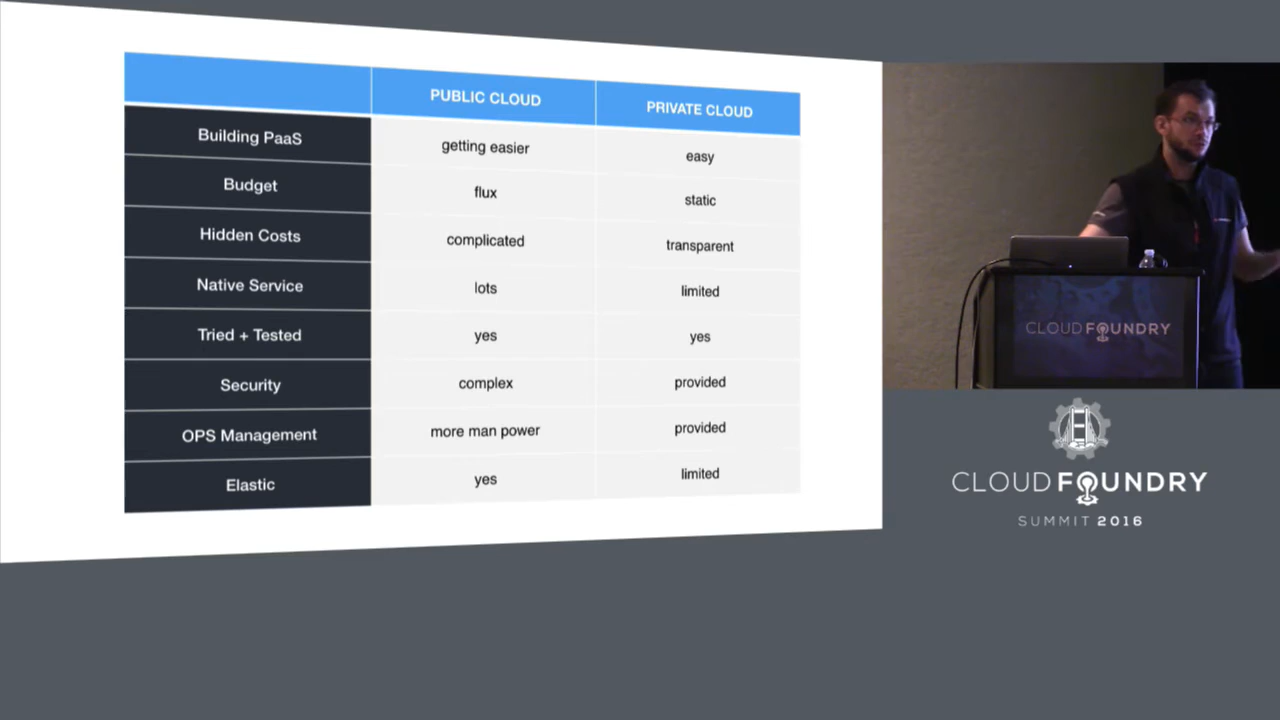 PUBLIC CLOUD PRIVATE CLOUD
Building PaaS getting easier easy
Budget flux static
Hidden Costs complicated transparent
Native Service lots limited
Tried + Tested yes yes
Security complex provided
OPS Management more man power provided
Elastic yes limited
CLOUD FOUNDRY
CLOUD FOUNDRY
SUMMIT 2016